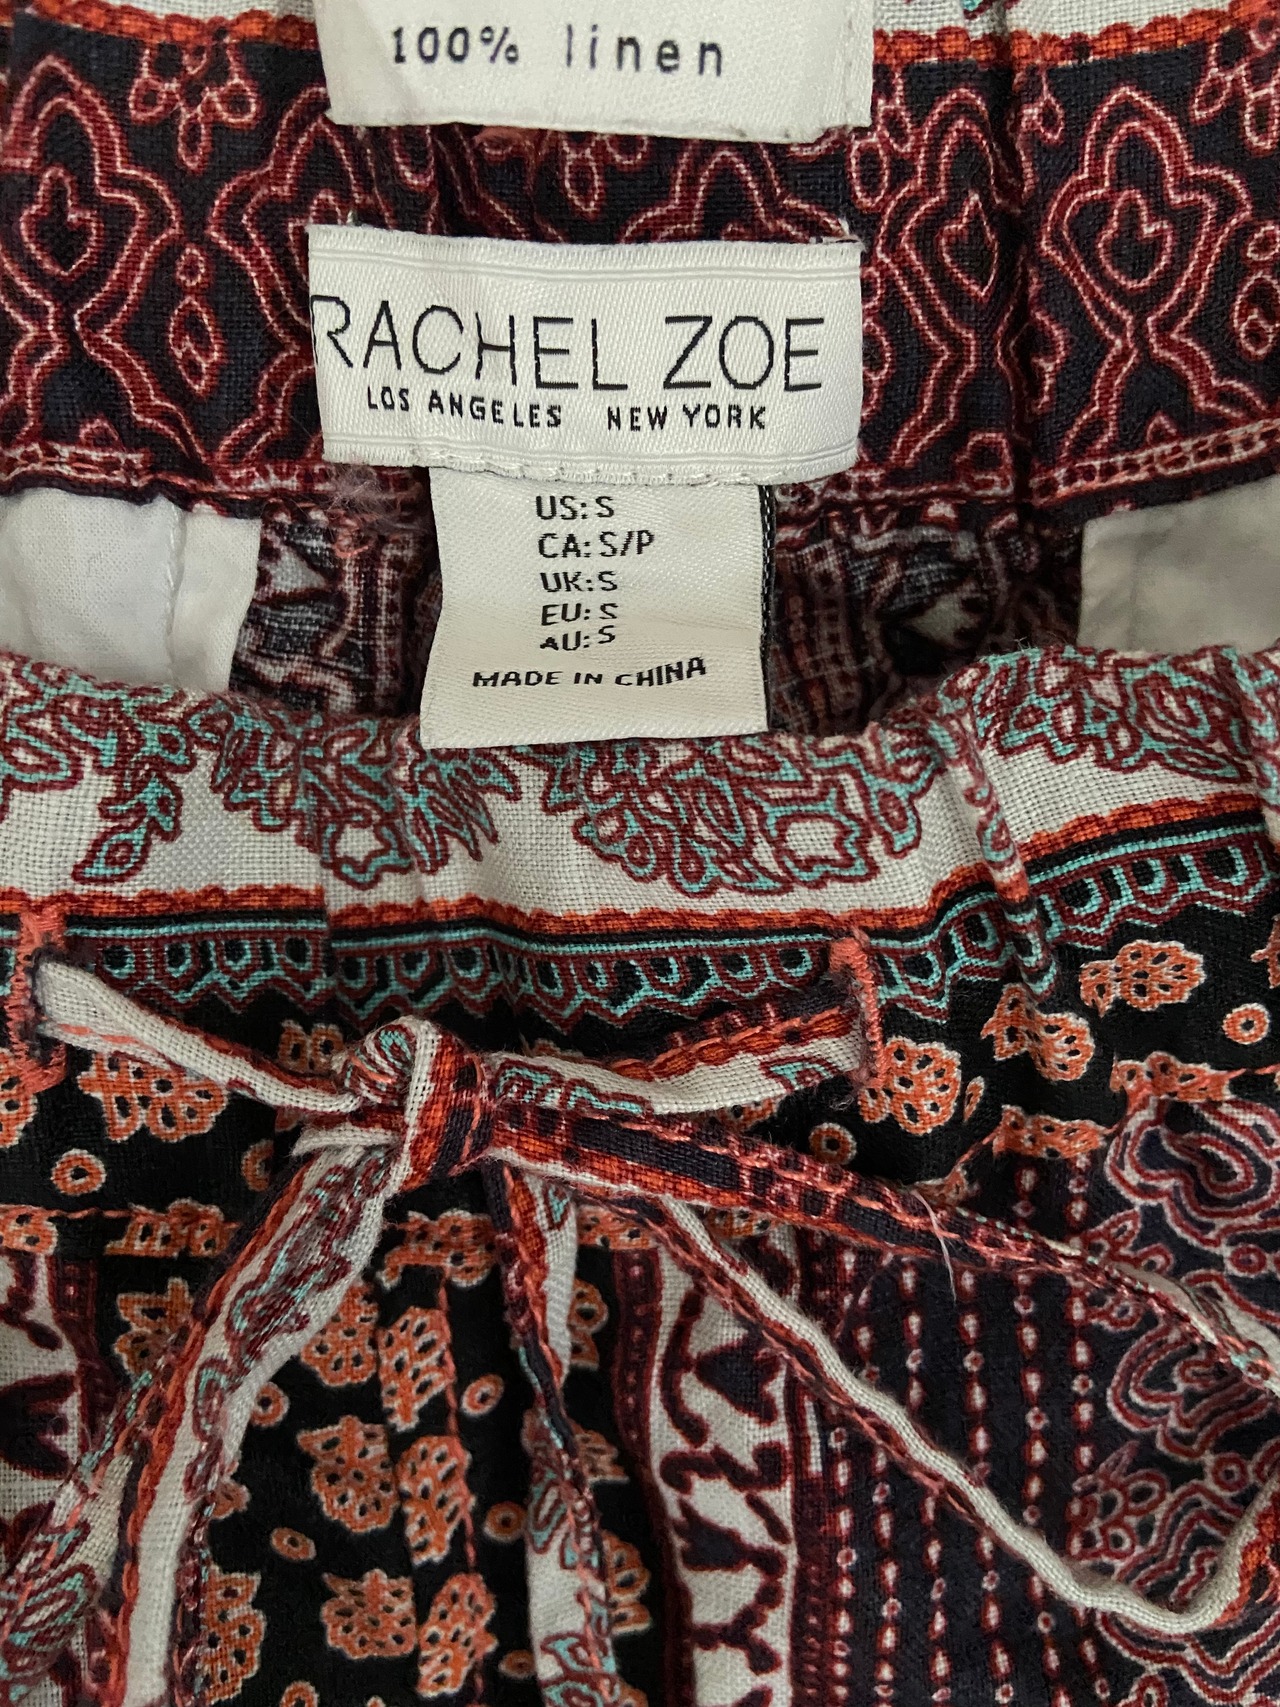 100% linen
RACHEL ZOE
LOS ANGELES NEW YORK
US: S
CA: S/P
UK: S
EU: S
AU: S
MADE IN CHINA